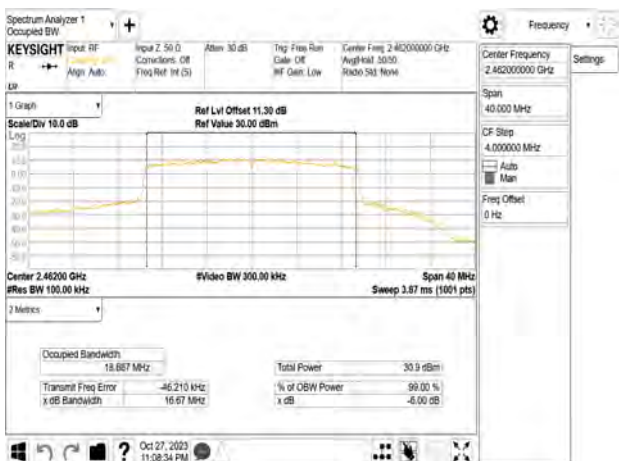 Spectrum Analyzer 1
Occupied BW
Frequency
KEYSIGHT
Input: RF
Input Z: 50 Ω
Atten: 30 dB
Trig: Free Run
Center Freq: 2.462000000 GHz
R
Corrections: Off
Gate: Off
Avg|Hold: 50/50
Align: Auto
Freq Ref: Int (S)
#IF Gain: Low
Radio Std: None
Center Frequency
2.462000000 GHz
Settings
Span
40.000 MHz
CF Step
4.000000 MHz
Auto
Man
Freq Offset
0 Hz
1 Graph
Ref Lvl Offset 11.30 dB
Scale/Div 10.0 dB
Ref Value 30.00 dBm
Log
Center 2.46200 GHz
#Video BW 300.00 kHz
Span 40 MHz
#Res BW 100.00 kHz
Sweep 3.87 ms (1001 pts)
2 Metrics
Occupied Bandwidth
MHz
Total Power
30.9 dBm
Transmit Freq Error
-46.210 kHz
% of OBW Power
99.00 %
x dB Bandwidth
16.67 MHz
x dB
-6.00 dB
?
Oct 27, 2023
11:08:34 PM